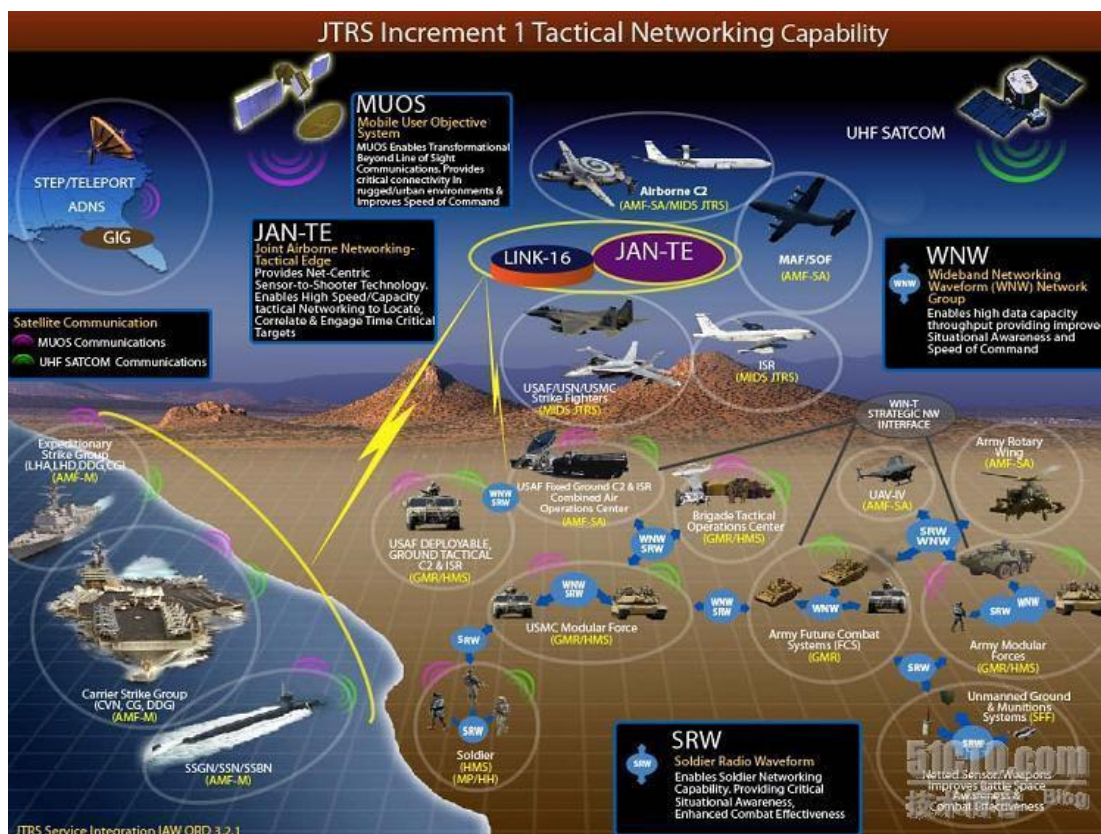 JTRS Increment 1 Tactical Networking Capability
MUOS
Mobile User Objective
System
MUOS Enables Transformational
Beyond Line of Sight
Communications. Provides
critical connectivity In
rugged/urban environments &
Improves Speed of Command
UHF SATCOM
STEP/TELEPORT
ADNS
GIG
Airborne C2
(AMF-SA/MIDS JTRS)
JAN-TE
Joint Airborne Networking-
Tactical Edge
Provides Net-Centric
Sensor-to-Shooter Technology.
Enables High Speed/Capacity
tactical Networking to Locate,
Correlate & Engage Time Critical
Targets
LINK-16
JAN-TE
MAF/SOF
(AMF-SA)
WNW
WNW
Wideband Networking
Waveform (WNW) Network
Group
Enables high data capacity
throughput providing improve
Situational Awareness and
Speed of Command
Satellite Communication
MUOS Communications
UHF SATCOM Communications
USAF/USN/USMC
Strike Fighters
(MIDS JTRS)
ISR
(MIDS JTRS)
WIN-T
STRATEGIC NW
INTERFACE
Expeditionary
Strike Group
(LHA,LHD,DDG,CG)
(AMF-M)
USAF Fixed Ground C2 & ISR
Combined Air
Operations Center
(AMF-SA)
WNW
SRW
Brigade Tactical
Operations Center
(GMR/HMS)
UAV-IV
(AMF-SA)
Army Rotary
Wing
(AMF-SA)
USAF DEPLOYABLE,
GROUND TACTICAL
C2 & ISR
(GMR/HMS)
WNW
SRW
SRW
WNW
WNW
SRW
USMC Modular Force
(GMR/HMS)
WNW
SRW
WNW
Army Future Combat
Systems (FCS)
(GMR)
SRW
WNW
Army Modular
Forces
(GMR/HMS)
SRW
SRW
Carrier Strike Group
(CVN, CG, DDG)
(AMF-M)
SSGN/SSN/SSBN
(AMF-M)
SRW
Soldier
(HMS)
(MP/HH)
SRW
SRW
Soldier Radio Waveform
Enables Soldier Networking
Capability. Providing Critical
Situational Awareness,
Enhanced Combat Effectiveness
Unmanned Ground
& Munitions
Systems (SFF)
SRW
Netted Sensor/Weapons
Improves Battle Space
Awareness &
Combat Effectiveness
51CTO.com
技术博客 Blog
JTRS Service Integration IAW ORD 3.2.1